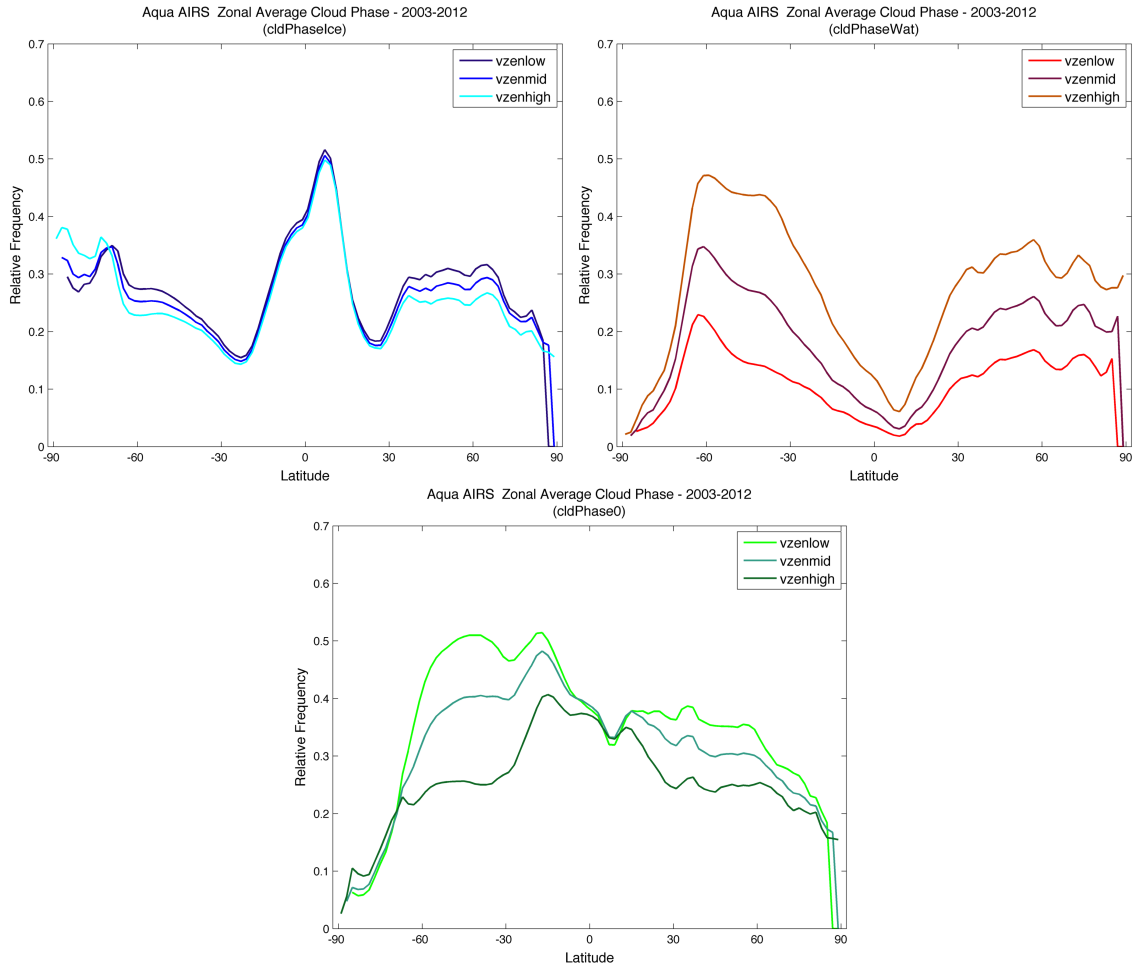 Aqua AIRS Zonal Average Cloud Phase - 2003-2012
(cldPhaseIce)
0.7
0.6
0.5
0.4
0.3
0.2
0.1
0
Relative Frequency
vzenlow
vzenmid
vzenhigh
-90 -60 -30 0 30 60 90
Latitude
Aqua AIRS Zonal Average Cloud Phase - 2003-2012
(cldPhaseWat)
0.7
0.6
0.5
0.4
0.3
0.2
0.1
0
Relative Frequency
vzenlow
vzenmid
vzenhigh
-90 -60 -30 0 30 60 90
Latitude
Aqua AIRS Zonal Average Cloud Phase - 2003-2012
(cldPhase0)
0.7
0.6
0.5
0.4
0.3
0.2
0.1
0
Relative Frequency
vzenlow
vzenmid
vzenhigh
-90 -60 -30 0 30 60 90
Latitude